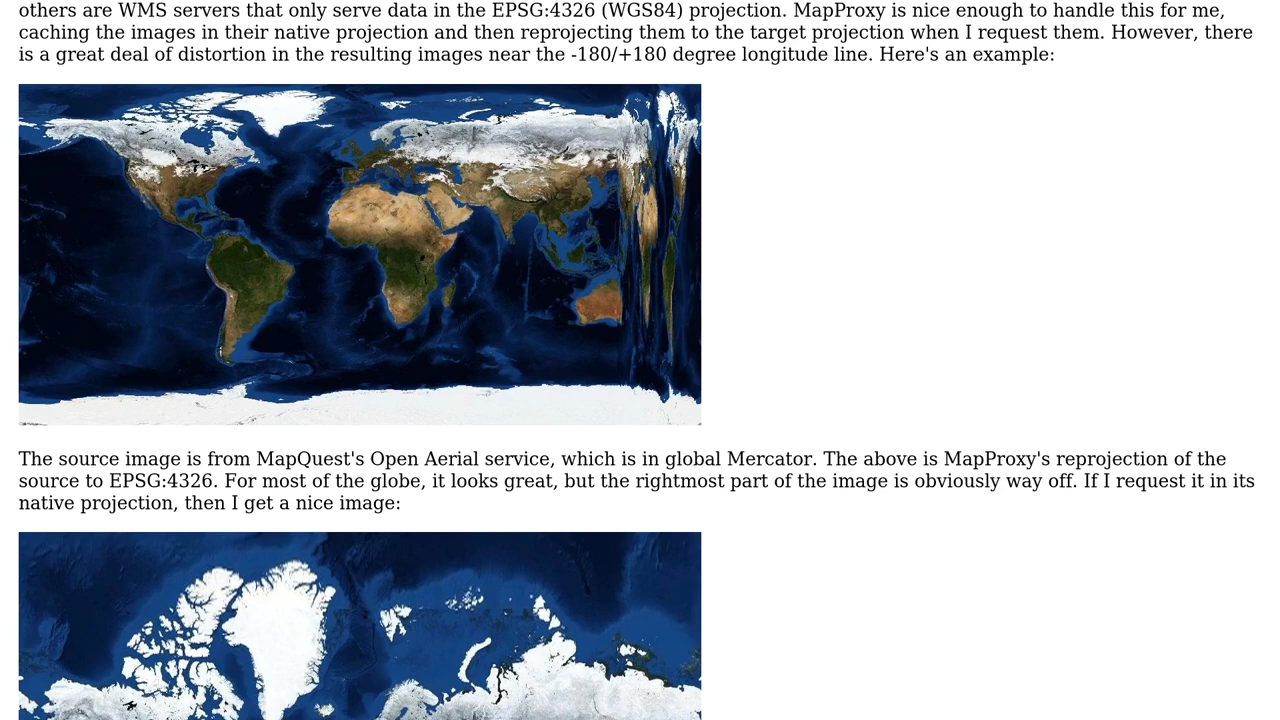 others are WMS servers that only serve data in the EPSG:4326 (WGS84) projection. MapProxy is nice enough to handle this for me,
caching the images in their native projection and then reprojecting them to the target projection when I request them. However, there
is a great deal of distortion in the resulting images near the -180/+180 degree longitude line. Here's an example:
The source image is from MapQuest's Open Aerial service, which is in global Mercator. The above is MapProxy's reprojection of the
source to EPSG:4326. For most of the globe, it looks great, but the rightmost part of the image is obviously way off. If I request it in its
native projection, then I get a nice image: